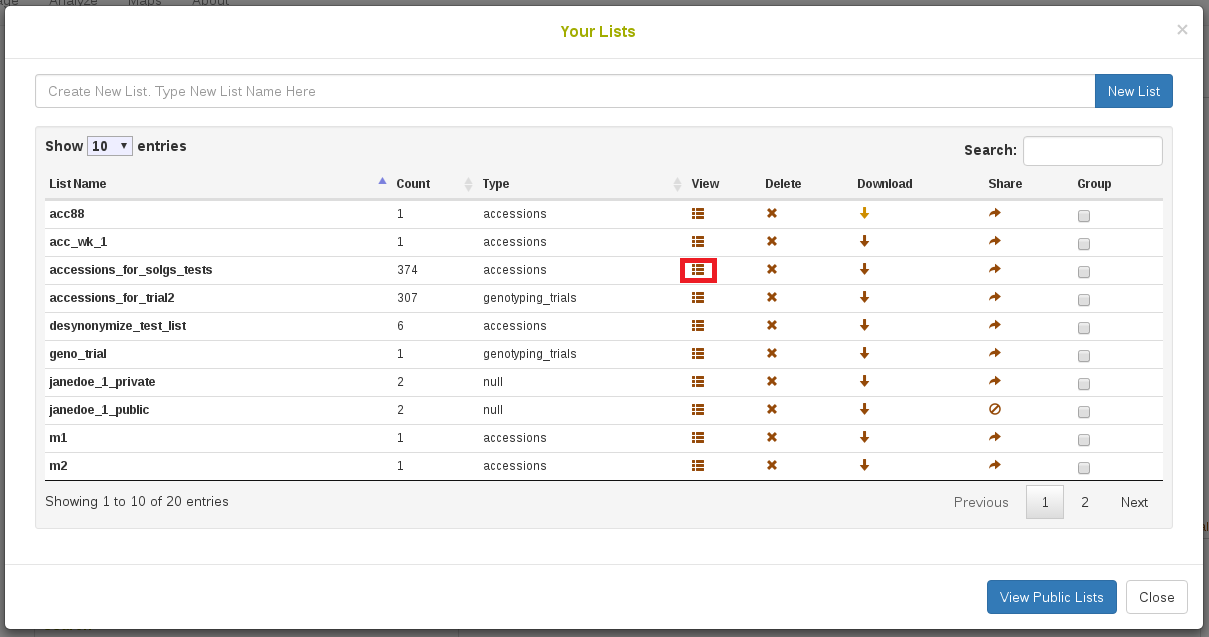 Analyze Maps About
Your Lists ×
Create New List. Type New List Name Here New List
Show 10 entries Search:
List Name Count Type View Delete Download Share Group
acc88 1 accessions
acc_wk_1 1 accessions
accessions_for_solgs_tests 374 accessions
accessions_for_trial2 307 genotyping_trials
desynonymize_test_list 6 accessions
geno_trial 1 genotyping_trials
janedoe_1_private 2 null
janedoe_1_public 2 null
m1 1 accessions
m2 1 accessions
Showing 1 to 10 of 20 entries Previous 1 2 Next
View Public Lists Close